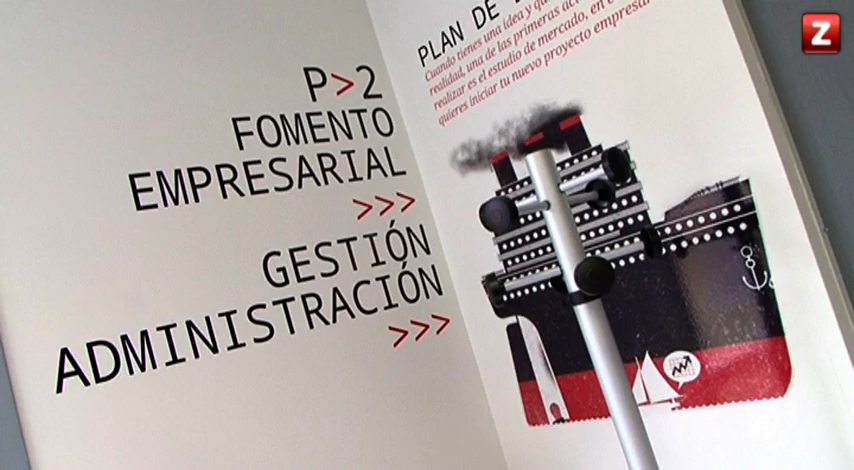 P>2
FOMENTO
EMPRESARIAL
>>>
GESTIÓN
ADMINISTRACIÓN
>>>
PLAN DE
Cuando tienes una idea y
realidad, una de las primeras
realizar es el estudio de mercado, en
quieres iniciar tu nuevo proyecto
Z